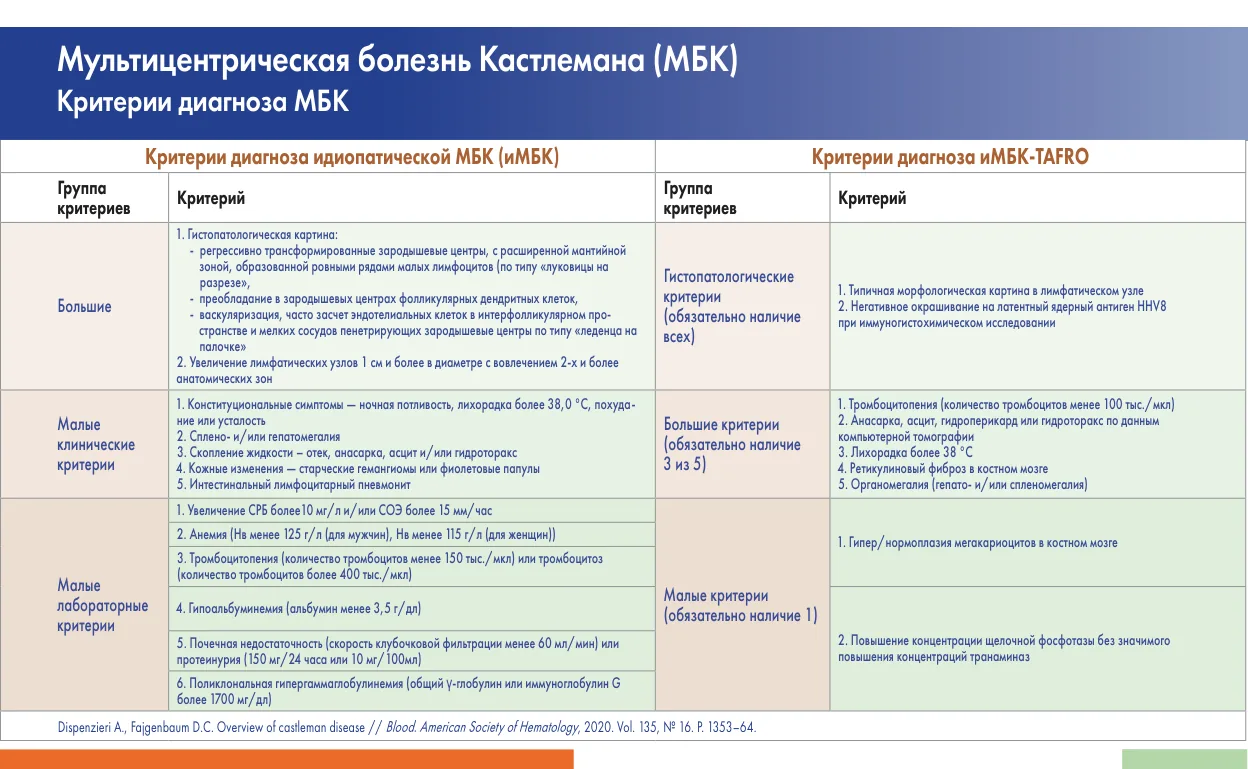 Мультицентрическая болезнь Кастлемана (МБК)
Критерии диагноза МБК
Критерии диагноза идиопатической МБК (иМБК)
Критерии диагноза иМБК-TAFRO
Группа
критериев
Критерий
Группа
критериев
Критерий
Большие
1. Гистопатологическая картина:
- регрессивно трансформированные зародышевые центры, с расширенной мантийной
зоной, образованной ровными рядами малых лимфоцитов (по типу «луковицы на
разрезе»,
- преобладание в зародышевых центрах фолликулярных дендритных клеток,
- васкуляризация, часто засчет эндотелиальных клеток в интерфолликулярном про-
странстве и мелких сосудов пенетрирующих зародышевые центры по типу «леденца на
палочке»
2. Увеличение лимфатических узлов 1 см и более в диаметре с вовлечением 2-х и более
анатомических зон
Гистопатологические
критерии
(обязательно наличие
всех)
1. Типичная морфологическая картина в лимфатическом узле
2. Негативное окрашивание на латентный ядерный антиген HHV8
при иммуногистохимическом исследовании
Малые
клинические
критерии
1. Конституциональные симптомы — ночная потливость, лихорадка более 38,0 °С, похуда-
ние или усталость
2. Сплено- и/или гепатомегалия
3. Скопление жидкости – отек, анасарка, асцит и/или гидроторакс
4. Кожные изменения — старческие гемангиомы или фиолетовые папулы
5. Интестинальный лимфоцитарный пневмонит
Большие критерии
(обязательно наличие
3 из 5)
1. Тромбоцитопения (количество тромбоцитов менее 100 тыс./мкл)
2. Анасарка, асцит, гидроперикард или гидроторакс по данным
компьютерной томографии
3. Лихорадка более 38 °С
4. Ретикулиновый фиброз в костном мозге
5. Органомегалия (гепато- и/или спленомегалия)
Малые
лабораторные
критерии
1. Увеличение СРБ более10 мг/л и/или СОЭ более 15 мм/час
2. Анемия (Нв менее 125 г/л (для мужчин), Нв менее 115 г/л (для женщин))
3. Тромбоцитопения (количество тромбоцитов менее 150 тыс./мкл) или тромбоцитоз
(количество тромбоцитов более 400 тыс./мкл)
4. Гипоальбуминемия (альбумин менее 3,5 г/дл)
5. Почечная недостаточность (скорость клубочковой фильтрации менее 60 мл/мин) или
протеинурия (150 мг/24 часа или 10 мг/100мл)
6. Поликлональная гипергаммаглобулинемия (общий γ-глобулин или иммуноглобулин G
более 1700 мг/дл)
Малые критерии
(обязательно наличие 1)
1. Гипер/нормоплазия мегакариоцитов в костном мозге
2. Повышение концентрации щелочной фосфотазы без значимого
повышения концентраций транаминаз
Dispenzieri A., Fajgenbaum D.C. Overview of castleman disease // Blood. American Society of Hematology, 2020. Vol. 135, № 16. P. 1353–64.